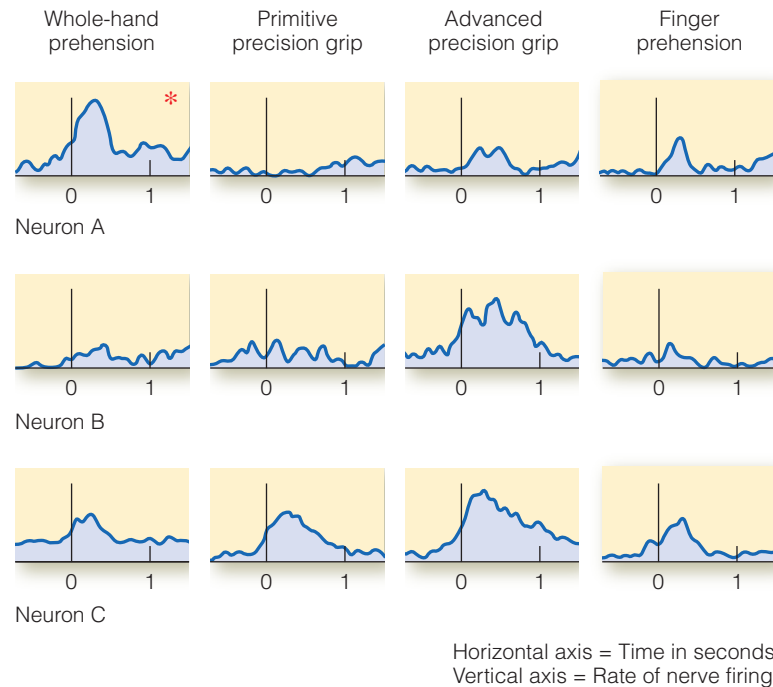 Whole-hand prehension
Primitive precision grip
Advanced precision grip
Finger prehension
*
0 1
0 1
0 1
0 1
Neuron A
0 1
0 1
0 1
0 1
Neuron B
0 1
0 1
0 1
0 1
Neuron C
Horizontal axis = Time in seconds
Vertical axis = Rate of nerve firing